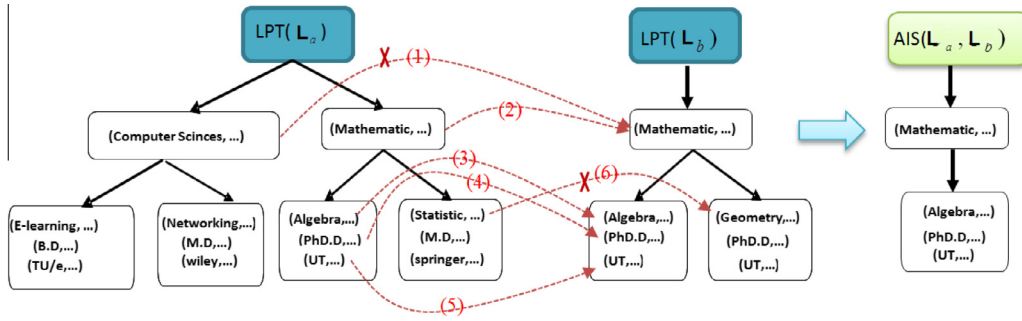 LPT( L a )
LPT( L b )
AIS(L a , L b )
(1)
(Computer Scinces, ...)
(Mathematic, ...)
(2)
(Mathematic, ...)
(Mathematic, ...)
(3)
(4)
(6)
(E-learning, ...)
(B.D,...)
(TU/e,...)
(Networking,...)
(M.D,...)
(wiley,...)
(Algebra,...)
(PhD.D,...)
(UT,...)
(Statistic, ...)
(M.D,...)
(springer,...)
(Algebra,...)
(PhD.D,...)
(UT,...)
(Geometry,...)
(PhD.D,...)
(UT,...)
(Algebra,...)
(PhD.D,...)
(UT,...)
(5)